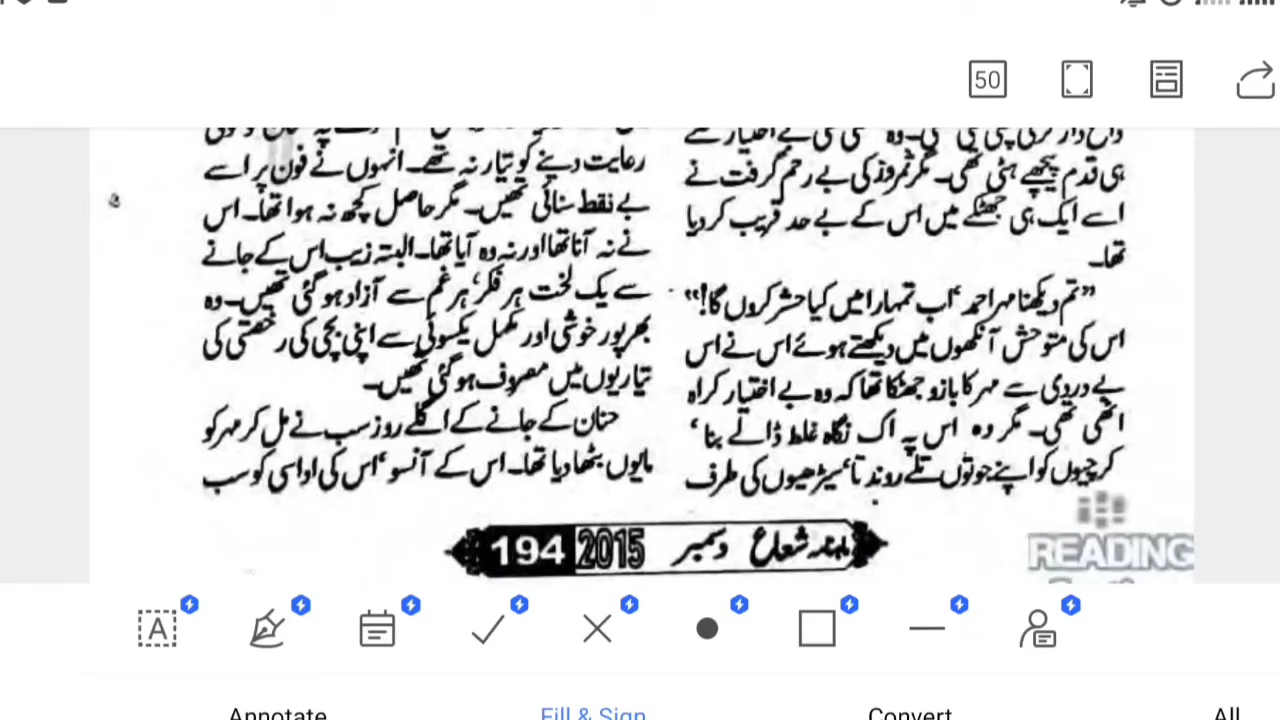 50
ہی قدم پیچھے ہٹی تھی۔ مگر نمروز کی بے رحم گرفت نے
اسے ایک ہی جھٹکے میں اس کے بے حد قریب کر دیا
تھا۔
”تم دیکھنا مہر احمد ‘اب تمہارا میں کیا حشر کروں گا!“
اس کی متوحش آنکھوں میں دیکھتے ہوئے اس نے اس
بے دردی سے مہر کا بازو جھٹکا تھا کہ وہ بے اختیار کراہ
اٹھی تھی۔ مگر وہ اس پہ اک نگاہ غلط ڈالے بنا ‘
کرچیوں کو اپنے جوتوں تلے روندتا ‘سیڑھیوں کی طرف
رعایت دینے کو تیار نہ تھے۔ انہوں نے فون پر اسے
بے نقط سنائی تھیں۔ مگر حاصل کچھ نہ ہوا تھا۔ اس
نے نہ آنا تھا اور نہ وہ آیا تھا۔ البتہ زیب اس کے جانے
سے یک لخت ہر فکر‘ ہر غم سے آزاد ہو گئی تھیں۔ وہ
بھرپور خوشی اور مکمل یکسوئی سے اپنی بچی کی رخصتی کی
تیاریوں میں مصروف ہو گئی تھیں۔
حنان کے جانے کے اگلے روز سب نے مل کر مہر کو
مایوں بٹھا دیا تھا۔ اس کے آنسو ‘اس کی اداسی کو سب
ماہنامہ شعاع دسمبر 2015 194
READING
A
Annotate
Fill & Sign
Convert
All